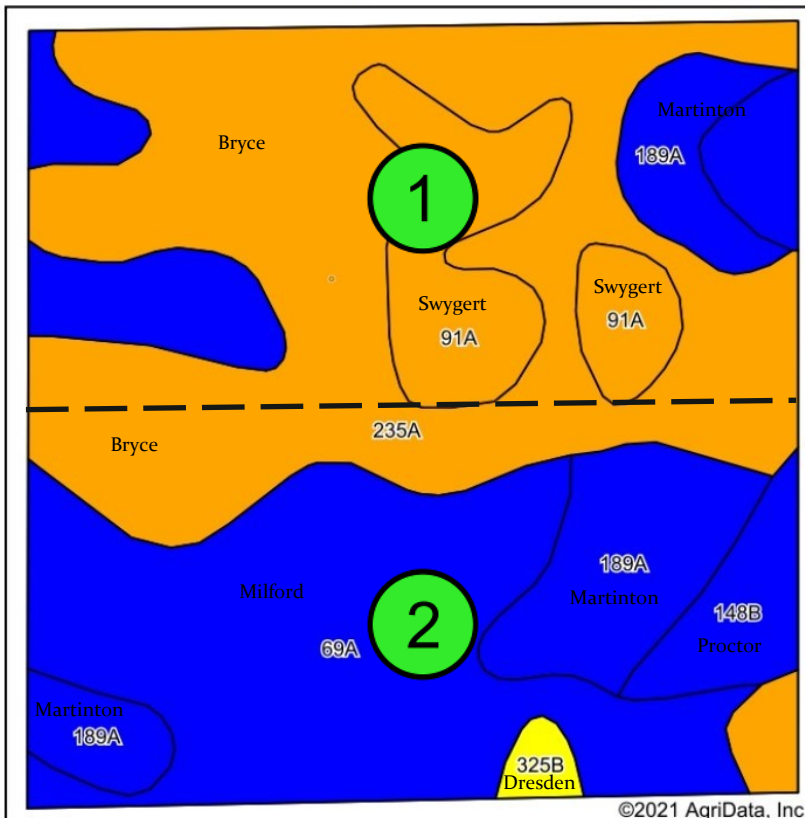 Martinton
189A
Bryce
1
Swygert
91A
Swygert
91A
235A
Bryce
189A
Martinton
Milford
2
69A
148B
Proctor
Martinton
189A
325B
Dresden
©2021 AgriData, Inc